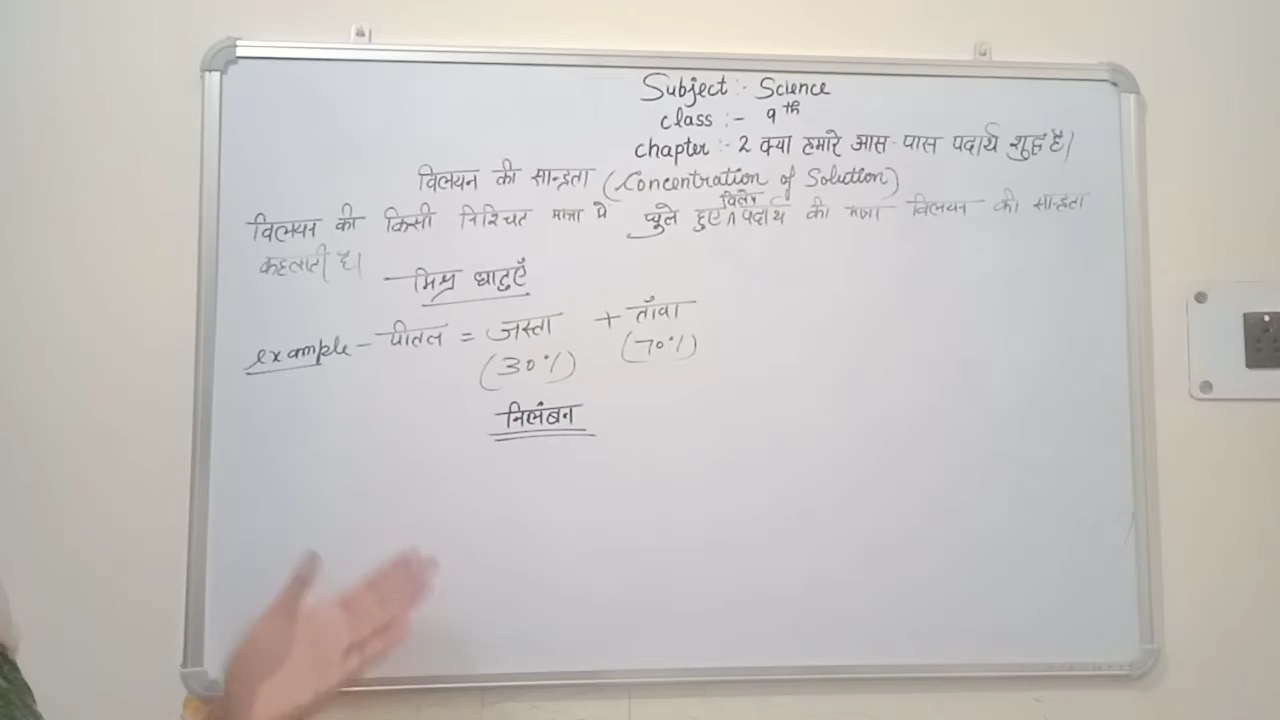 Subject :- Science
class :- 9th
chapter :- 2 क्या हमारे आस-पास पदार्थ शुद्ध है।
विलयन की सान्द्रता (Concentration of Solution)
विलयन की किसी निश्चित मात्रा मे घुले हुए विलेय पदार्थ की मात्रा विलयन की सान्द्रता
कहलाती है।
मिश्र धातुएँ
example - पीतल = जस्ता + ताँबा
(30%) (70%)
निलंबन